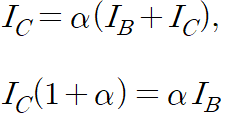 I_C = α(I_B + I_C),
I_C(1 + α) = α I_B